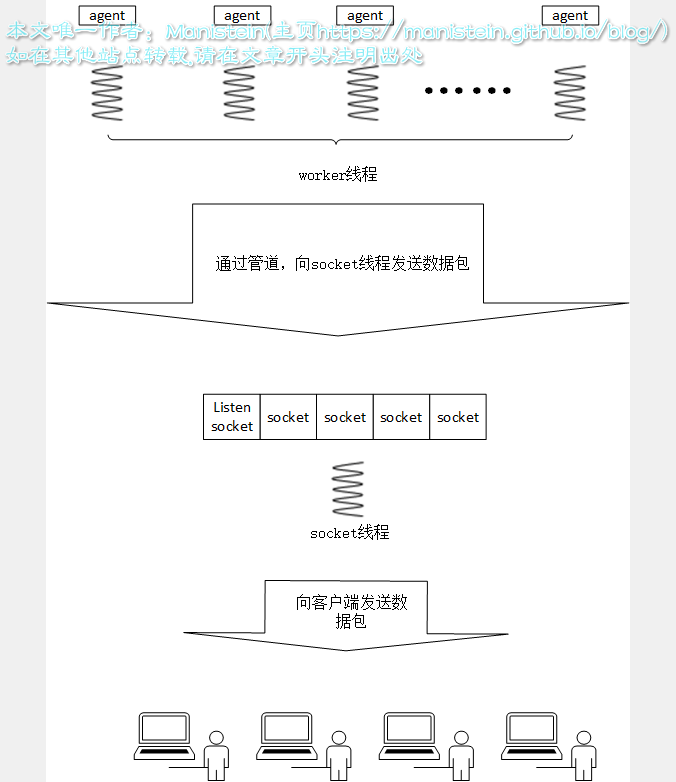 agent agent agent agent
本文唯一作者：Manistein(主页https://manistein.github.io/blog/)
如在其他站点转载,请在文章开头注明出处
worker线程
通过管道，向socket线程发送数据包
Listen
socket
socket
socket
socket
socket
socket线程
向客户端发送数
据包